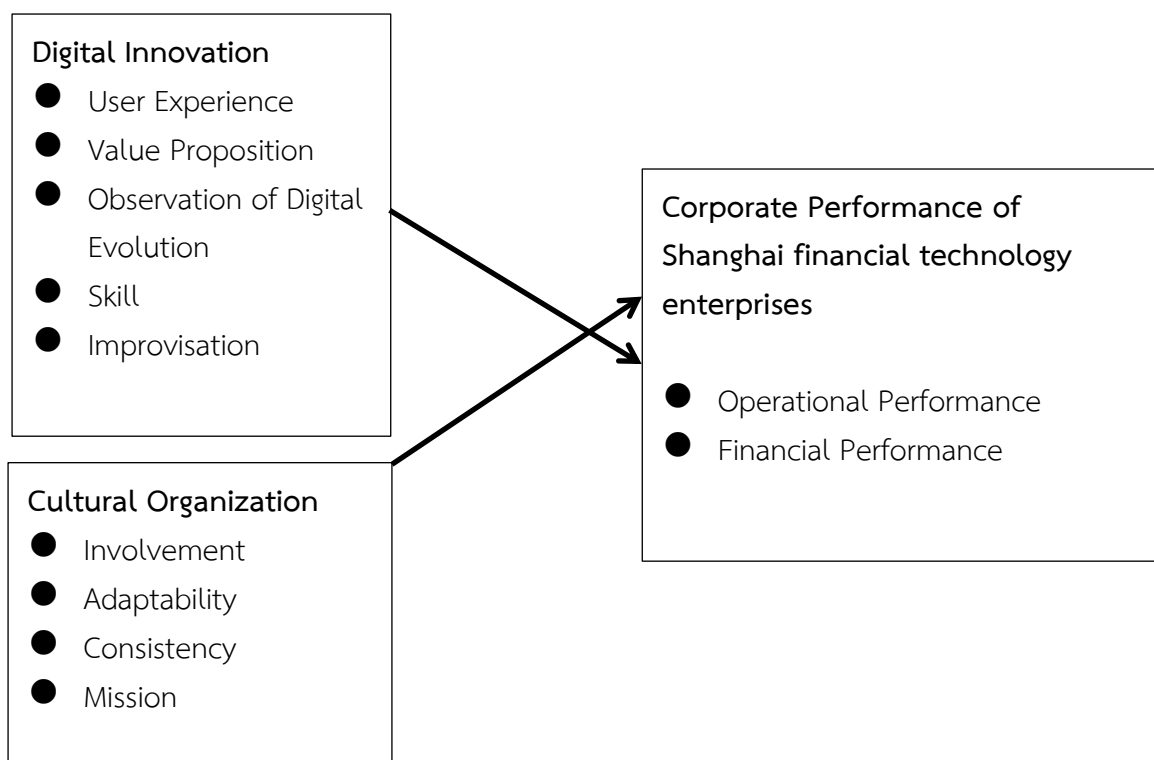 Digital Innovation
● User Experience
● Value Proposition
● Observation of Digital
Evolution
● Skill
● Improvisation
Cultural Organization
● Involvement
● Adaptability
● Consistency
● Mission
Corporate Performance of
Shanghai financial technology
enterprises
● Operational Performance
● Financial Performance